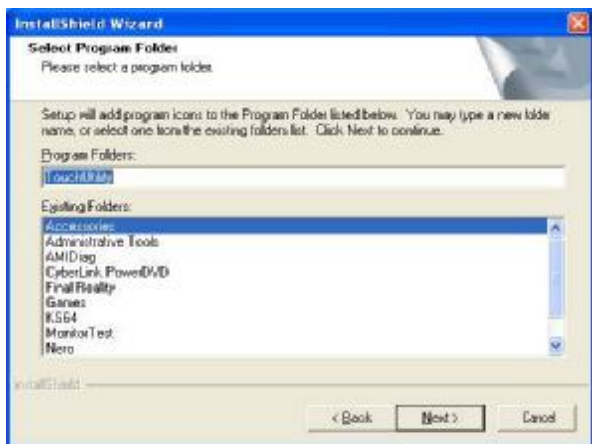 InstallShield Wizard
Select Program Folder
Please select a program folder.
Setup will add program icons to the Program Folder listed below. You may type a new folder
name, or select one from the existing folders list. Click Next to continue.
Program Folders:
TouchUtility
Existing Folders:
Accessories
Administrative Tools
AMIDiag
CyberLink PowerDVD
Final Reality
Games
KS64
MonitorTest
Nero
InstallShield
< Back
Next >
Cancel